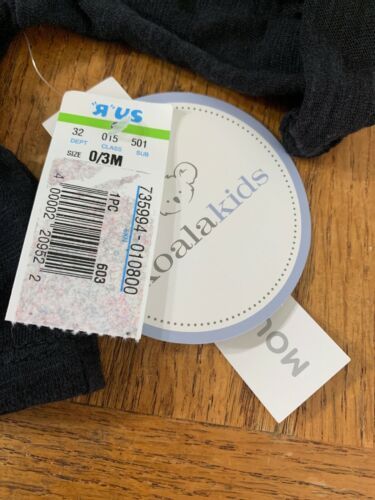 "R"US
32 015 501
DEPT CLASS SUB
SIZE 0/3M
735994-010800
1PC
603
4 00002 20952 2
koalakids
MOU